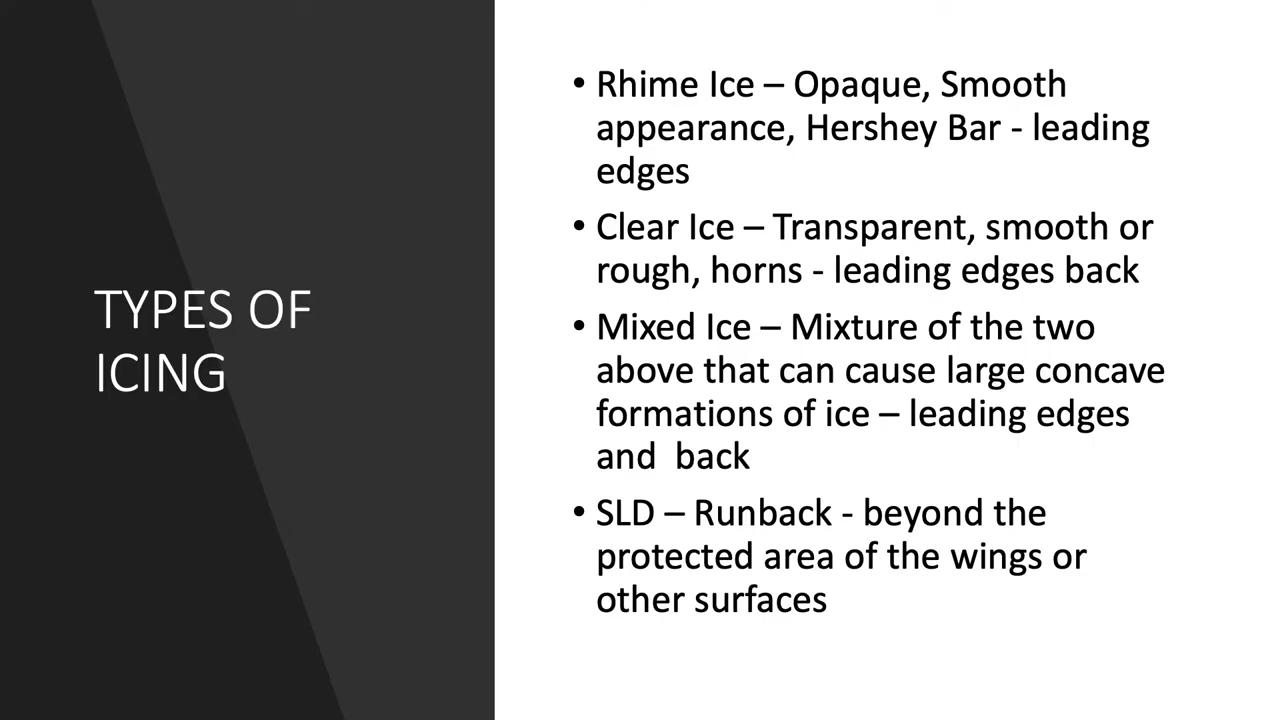 TYPES OF
ICING
• Rhime Ice – Opaque, Smooth
appearance, Hershey Bar - leading
edges
• Clear Ice – Transparent, smooth or
rough, horns - leading edges back
• Mixed Ice – Mixture of the two
above that can cause large concave
formations of ice – leading edges
and  back
• SLD – Runback - beyond the
protected area of the wings or
other surfaces